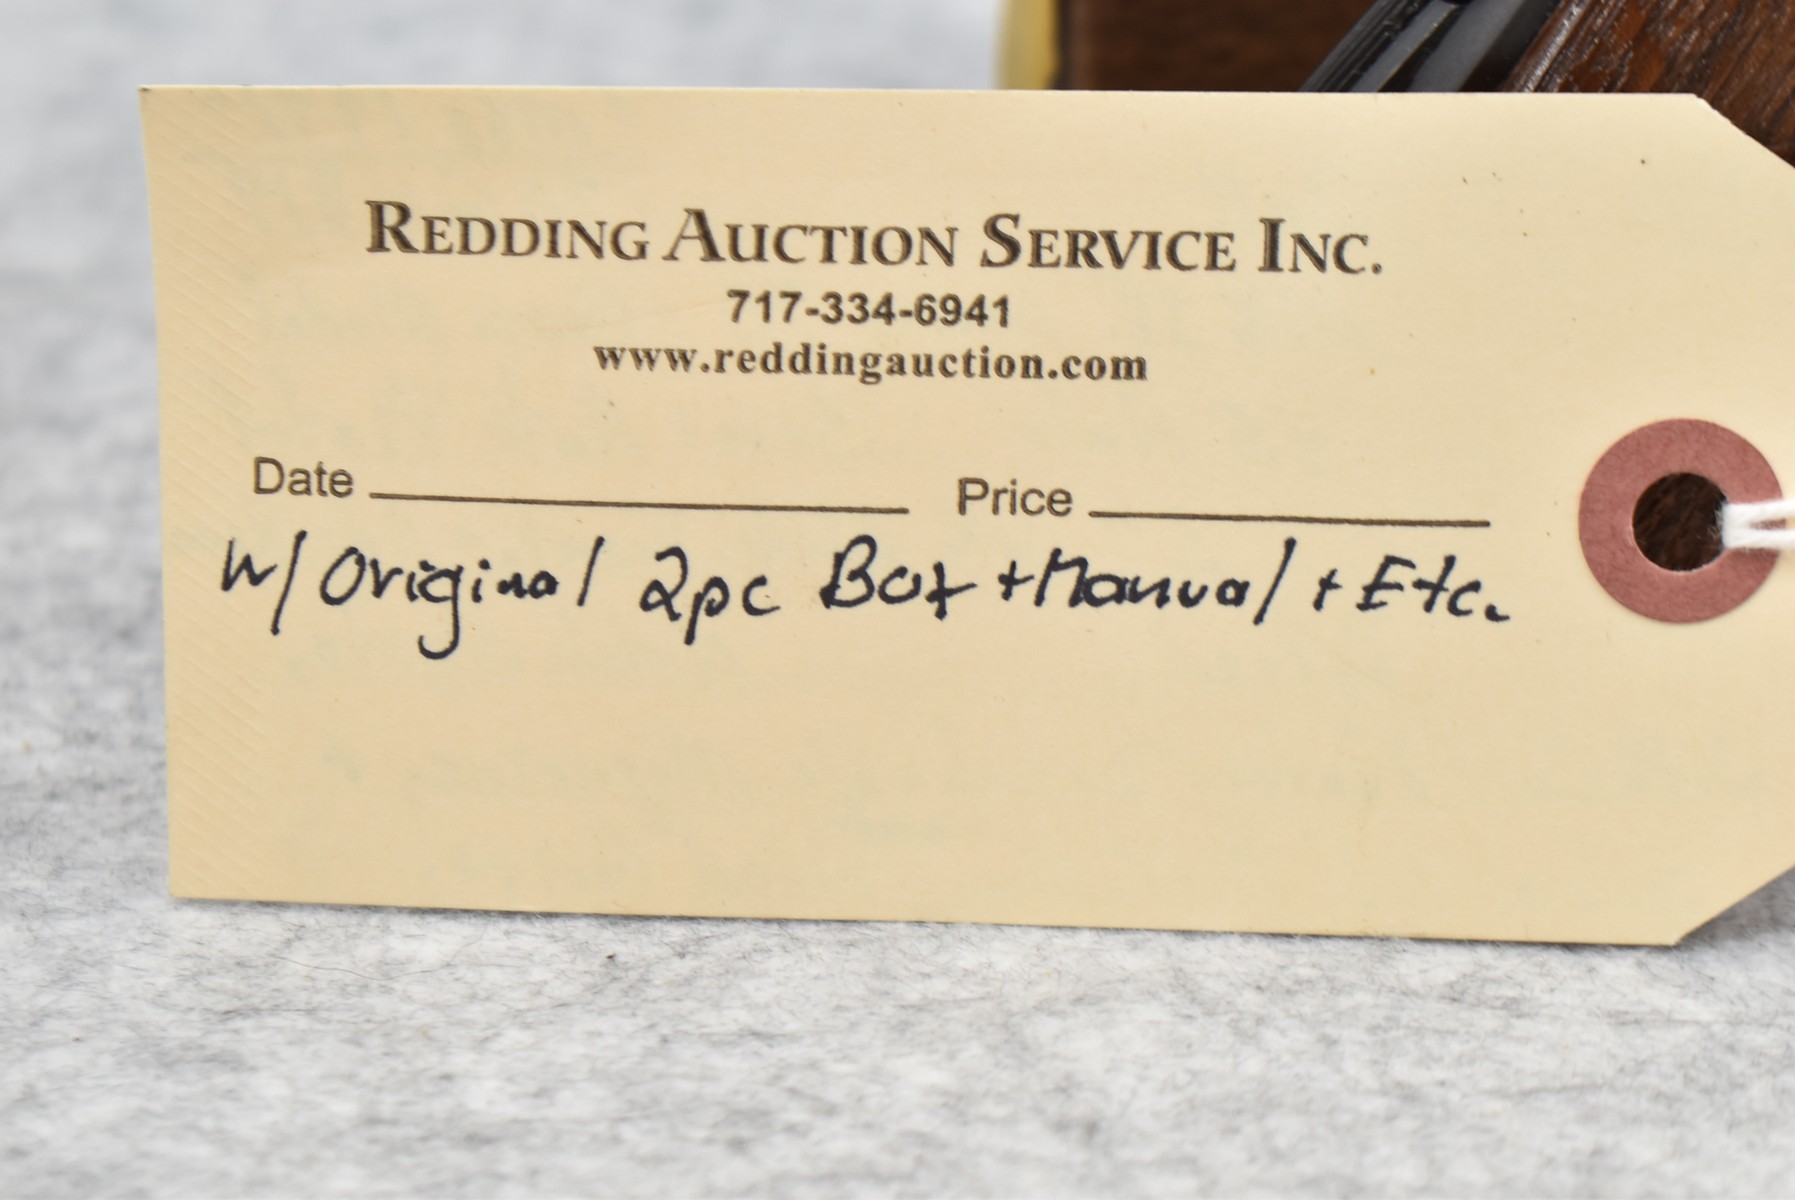 REDDING AUCTION SERVICE INC.
717-334-6941
www.reddingauction.com
Date Price
W/ Original 2pc Box + Manual + Etc.